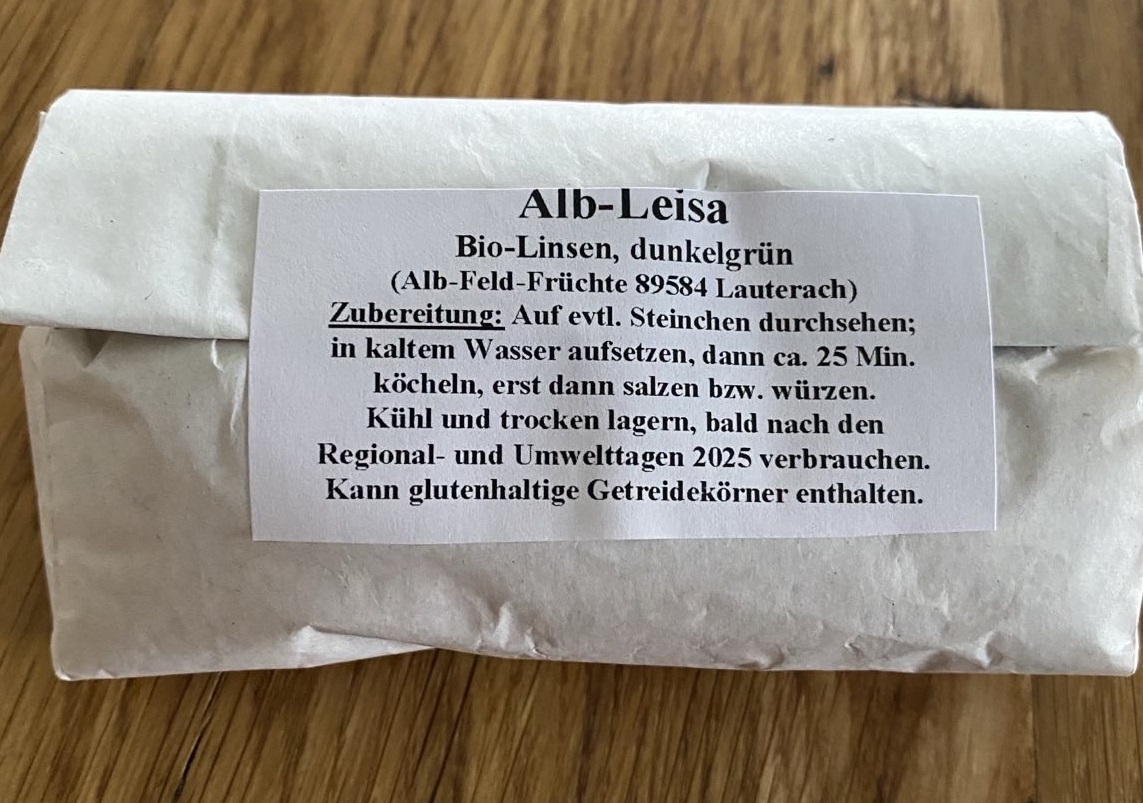 Alb-Leisa
Bio-Linsen, dunkelgrün
(Alb-Feld-Früchte 89584 Lauterach)
Zubereitung: Auf evtl. Steinchen durchsehen;
in kaltem Wasser aufsetzen, dann ca. 25 Min.
köcheln, erst dann salzen bzw. würzen.
Kühl und trocken lagern, bald nach den
Regional- und Umwelttagen 2025 verbrauchen.
Kann glutenhaltige Getreidekörner enthalten.